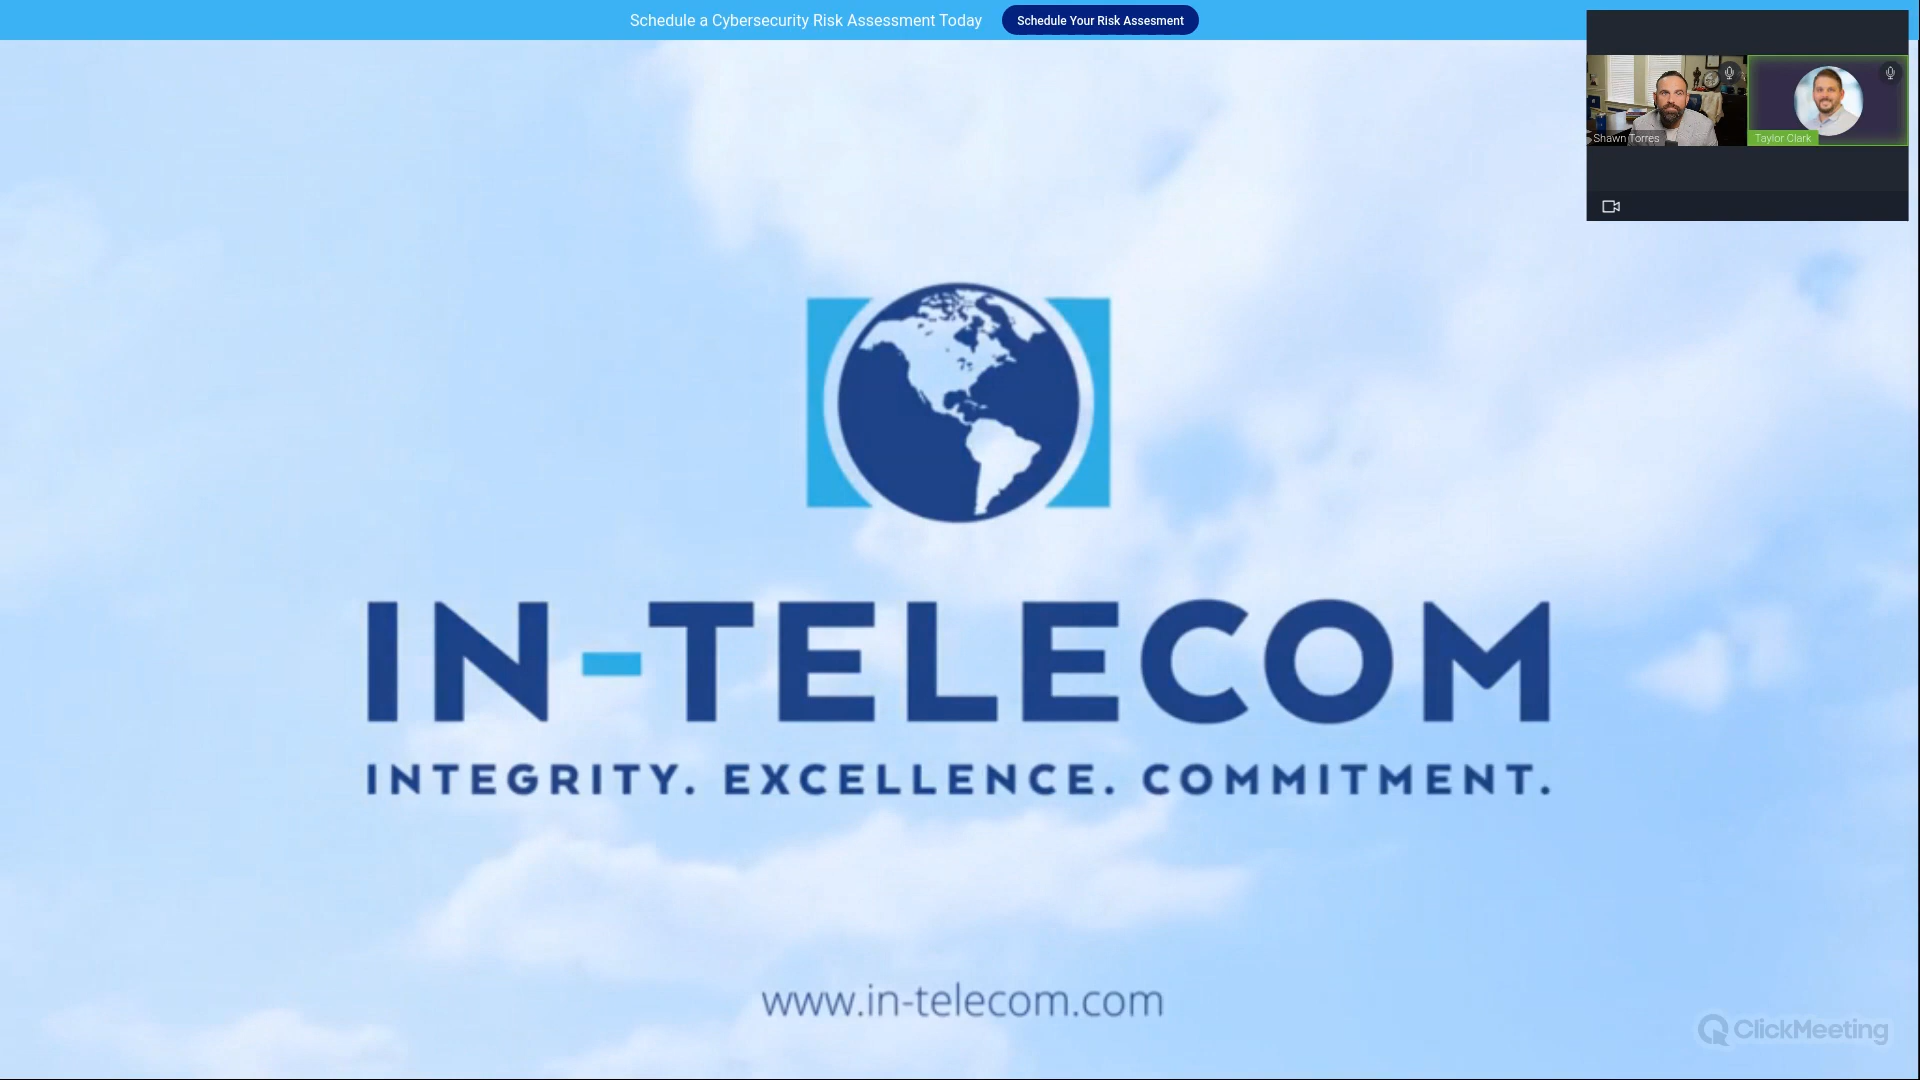 Schedule a Cybersecurity Risk Assessment Today
Schedule Your Risk Assesment
Shawn Torres
Taylor Clark
IN-TELECOM
INTEGRITY. EXCELLENCE. COMMITMENT.
www.in-telecom.com
ClickMeeting